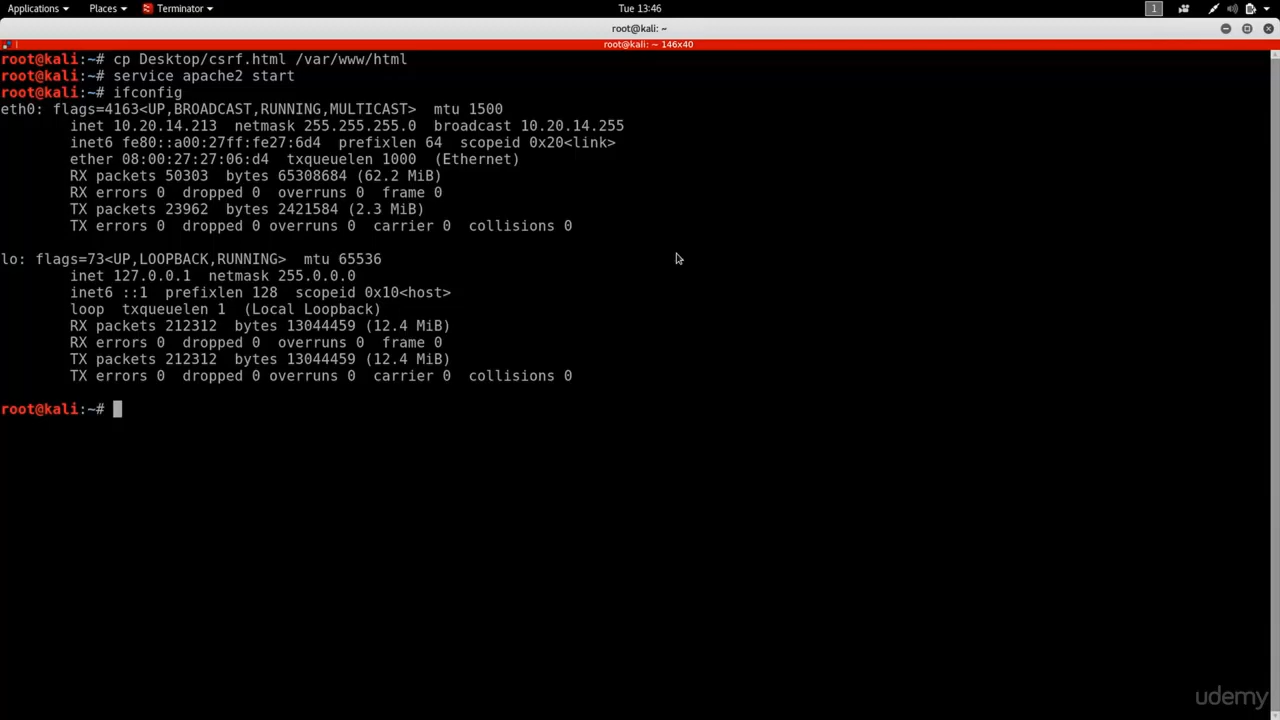 Applications Places Terminator Tue 13:46 1
root@kali: ~
root@kali: ~ 146x40
root@kali:~# cp Desktop/csrf.html /var/www/html
root@kali:~# service apache2 start
root@kali:~# ifconfig
eth0: flags=4163<UP,BROADCAST,RUNNING,MULTICAST>  mtu 1500
        inet 10.20.14.213  netmask 255.255.255.0  broadcast 10.20.14.255
        inet6 fe80::a00:27ff:fe27:6d4  prefixlen 64  scopeid 0x20<link>
        ether 08:00:27:27:06:d4  txqueuelen 1000  (Ethernet)
        RX packets 50303  bytes 65308684 (62.2 MiB)
        RX errors 0  dropped 0  overruns 0  frame 0
        TX packets 23962  bytes 2421584 (2.3 MiB)
        TX errors 0  dropped 0 overruns 0  carrier 0  collisions 0
lo: flags=73<UP,LOOPBACK,RUNNING>  mtu 65536
        inet 127.0.0.1  netmask 255.0.0.0
        inet6 ::1  prefixlen 128  scopeid 0x10<host>
        loop  txqueuelen 1  (Local Loopback)
        RX packets 212312  bytes 13044459 (12.4 MiB)
        RX errors 0  dropped 0  overruns 0  frame 0
        TX packets 212312  bytes 13044459 (12.4 MiB)
        TX errors 0  dropped 0 overruns 0  carrier 0  collisions 0
root@kali:~#
udemy